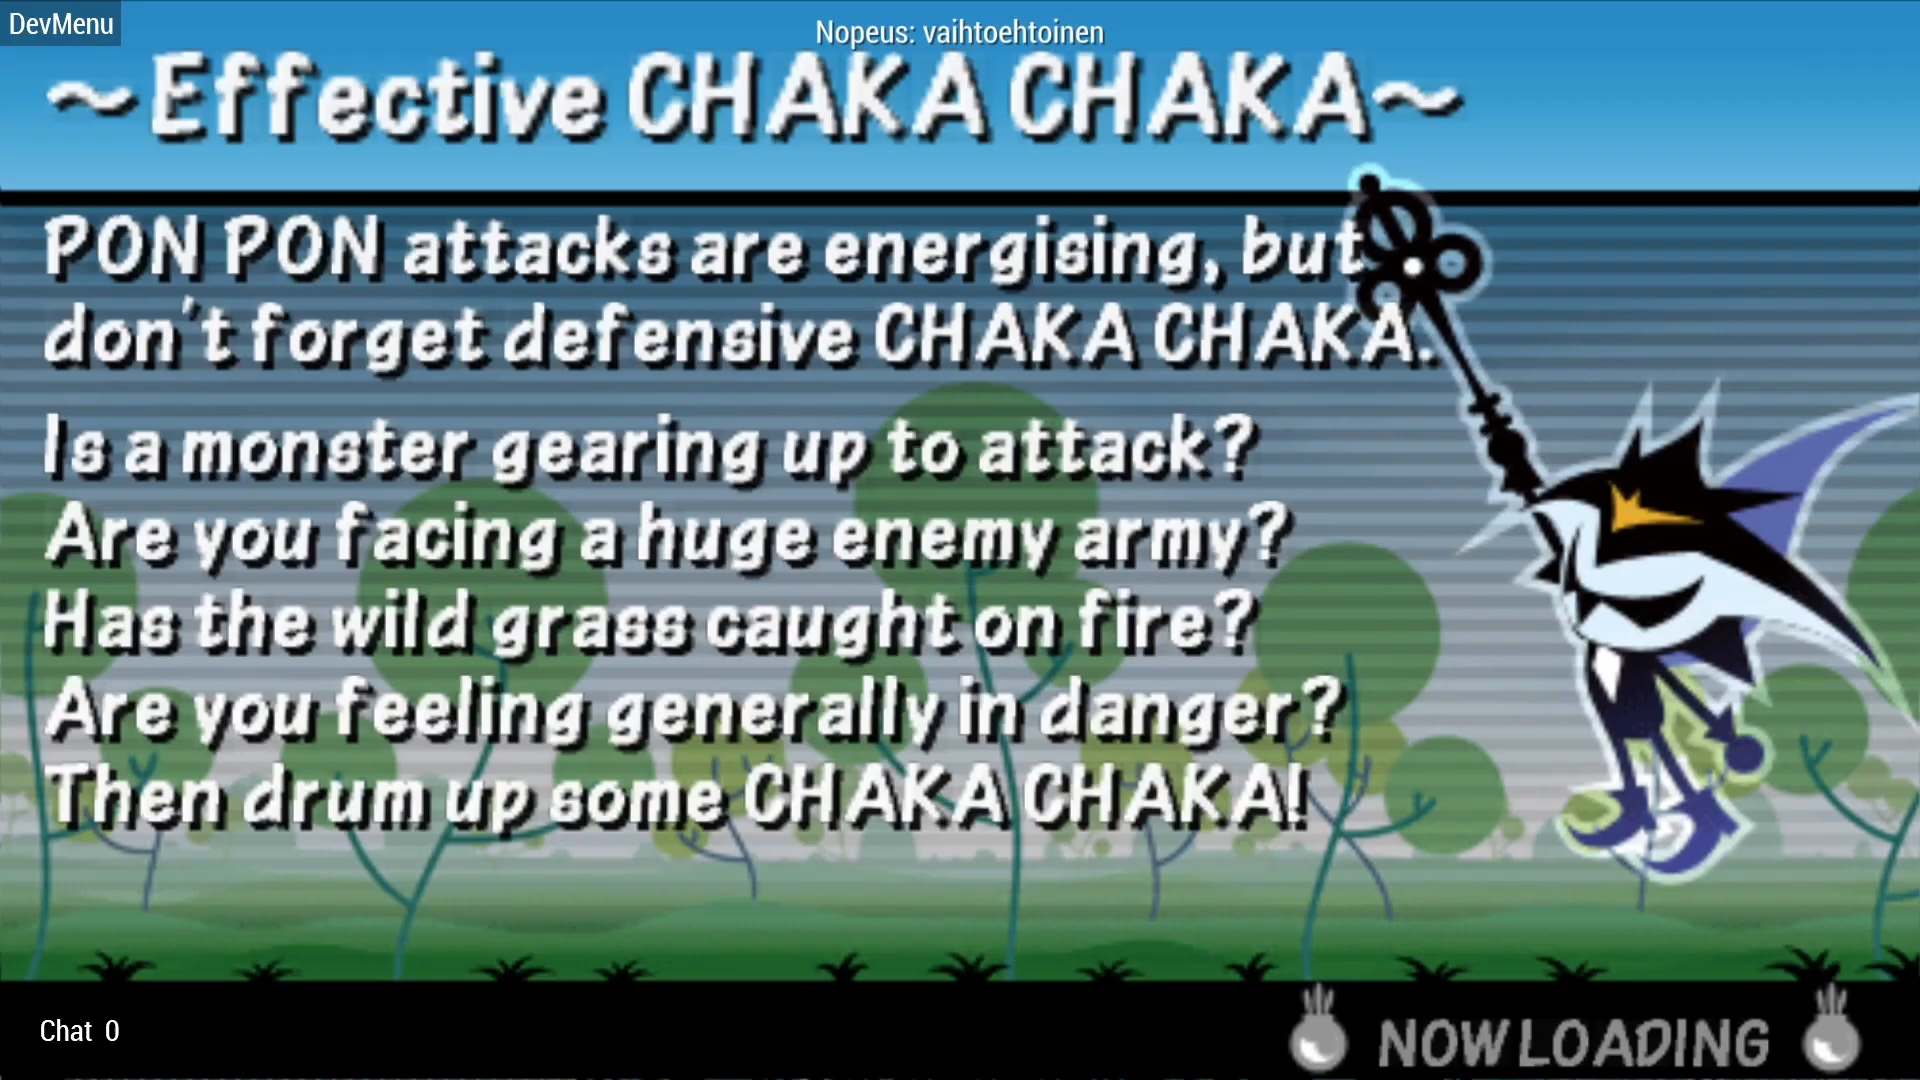 DevMenu
Nopeus: vaihtoehtoinen
~Effective CHAKA CHAKA~
PON PON attacks are energising, but
don't forget defensive CHAKA CHAKA.
Is a monster gearing up to attack?
Are you facing a huge enemy army?
Has the wild grass caught on fire?
Are you feeling generally in danger?
Then drum up some CHAKA CHAKA!
Chat 0
NOW LOADING